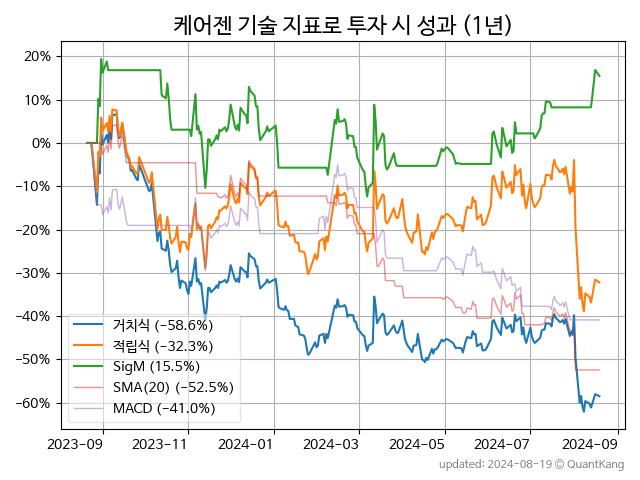 케어젠 기술 지표로 투자 시 성과 (1년)
20%
10%
0%
−10%
−20%
−30%
−40%
−50%
−60%
거치식 (−58.6%)
적립식 (−32.3%)
SigM (15.5%)
SMA(20) (−52.5%)
MACD (−41.0%)
2023-09 2023-11 2024-01 2024-03 2024-05 2024-07 2024-09
updated: 2024-08-19 © QuantKang